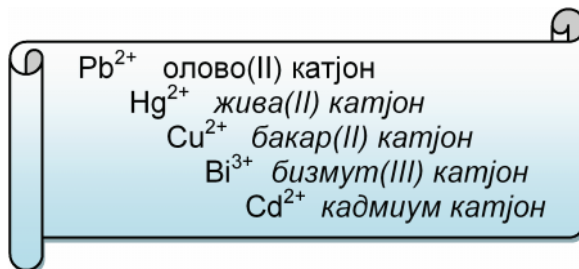 Pb²⁺ олово(II) катјон
Hg²⁺ жива(II) катјон
Cu²⁺ бакар(II) катјон
Bi³⁺ бизмут(III) катјон
Cd²⁺ кадмиум катјон